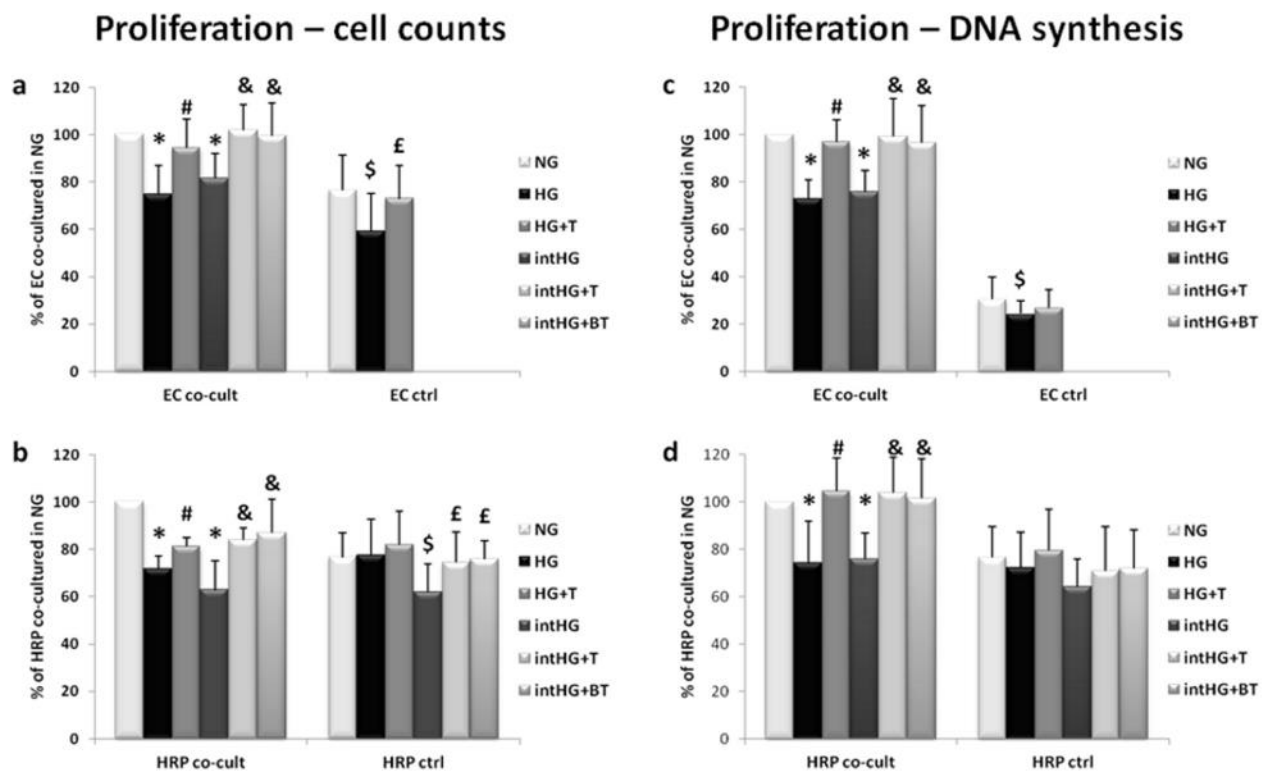 Proliferation – cell counts
Proliferation – DNA synthesis
a
% of EC co-cultured in NG
120
100
80
60
40
20
0
* # * & &
$ £
EC co-cult
EC ctrl
NG
HG
HG+T
intHG
intHG+T
intHG+BT
c
% of EC co-cultured in NG
120
100
80
60
40
20
0
* # * & &
$
EC co-cult
EC ctrl
NG
HG
HG+T
intHG
intHG+T
intHG+BT
b
% of HRP co-cultured in NG
120
100
80
60
40
20
0
* # * & &
$ £ £
HRP co-cult
HRP ctrl
NG
HG
HG+T
intHG
intHG+T
intHG+BT
d
% of HRP co-cultured in NG
120
100
80
60
40
20
0
* # * & &
HRP co-cult
HRP ctrl
NG
HG
HG+T
intHG
intHG+T
intHG+BT